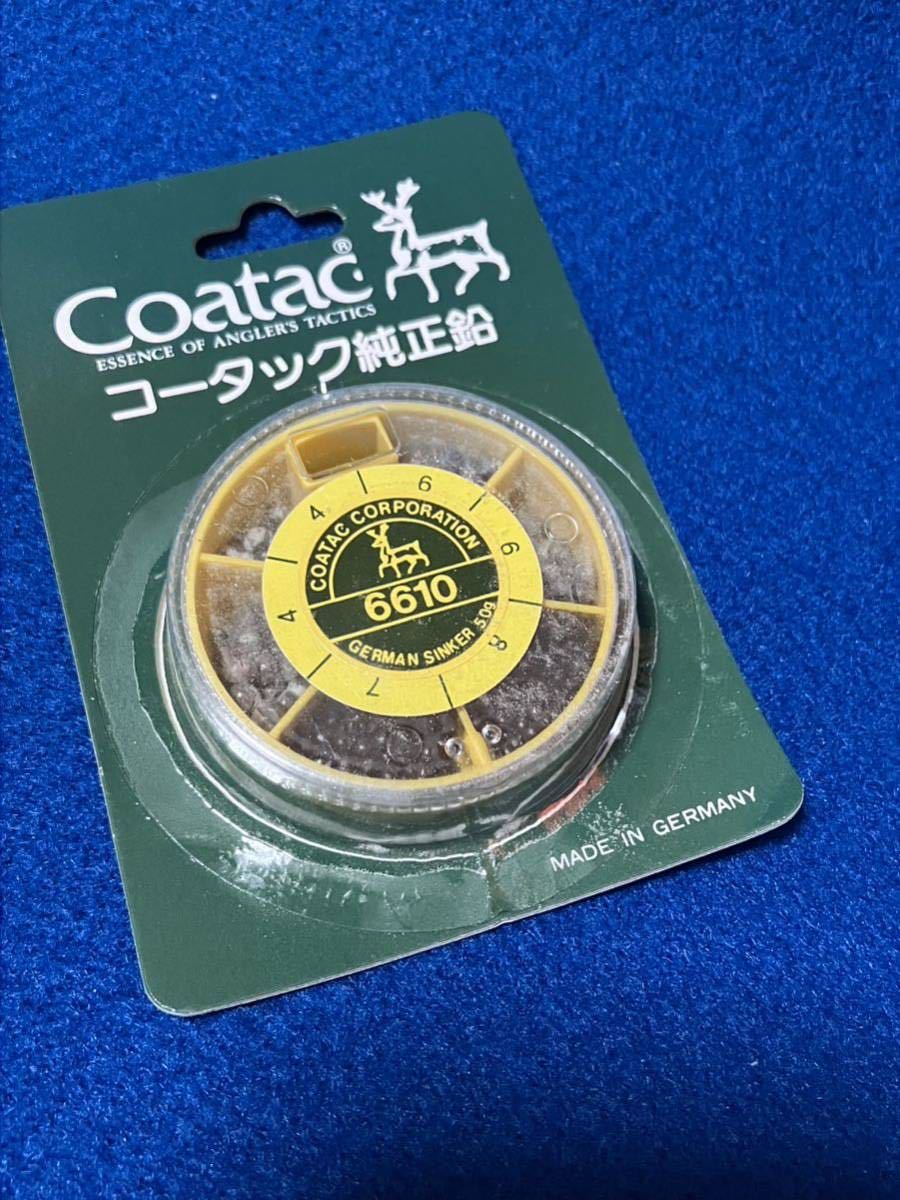 Coatac®
ESSENCE OF ANGLER'S TACTICS
コータック純正鉛
COATAC CORPORATION
6610
GERMAN SINKER 50g
4
6
6
8
7
4
MADE IN GERMANY